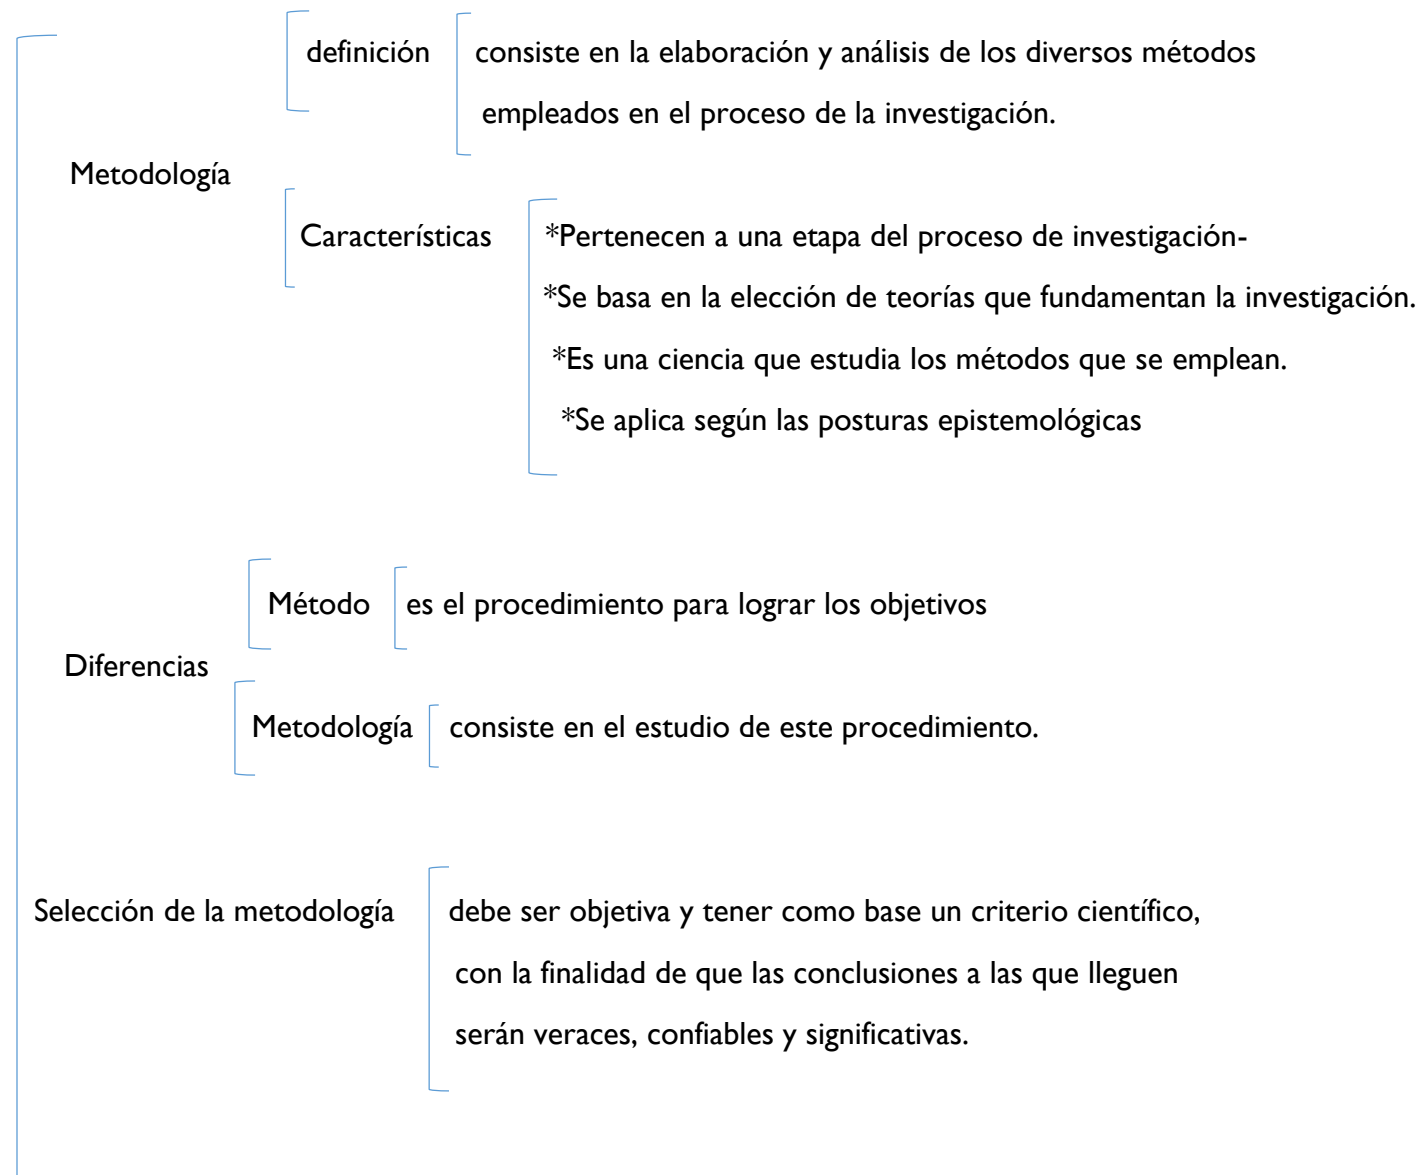 definición consiste en la elaboración y análisis de los diversos métodos
empleados en el proceso de la investigación.
Metodología
Característícas *Pertenecen a una etapa del proceso de investigación-
*Se basa en la elección de teorías que fundamentan la investigación.
*Es una ciencia que estudia los métodos que se emplean.
*Se aplica según las posturas epistemológicas
Método es el procedimiento para lograr los objetivos
Diferencias
Metodología consiste en el estudio de este procedimiento.
Selección de la metodología debe ser objetiva y tener como base un criterio científico,
con la finalidad de que las conclusiones a las que lleguen
serán veraces, confiables y significativas.